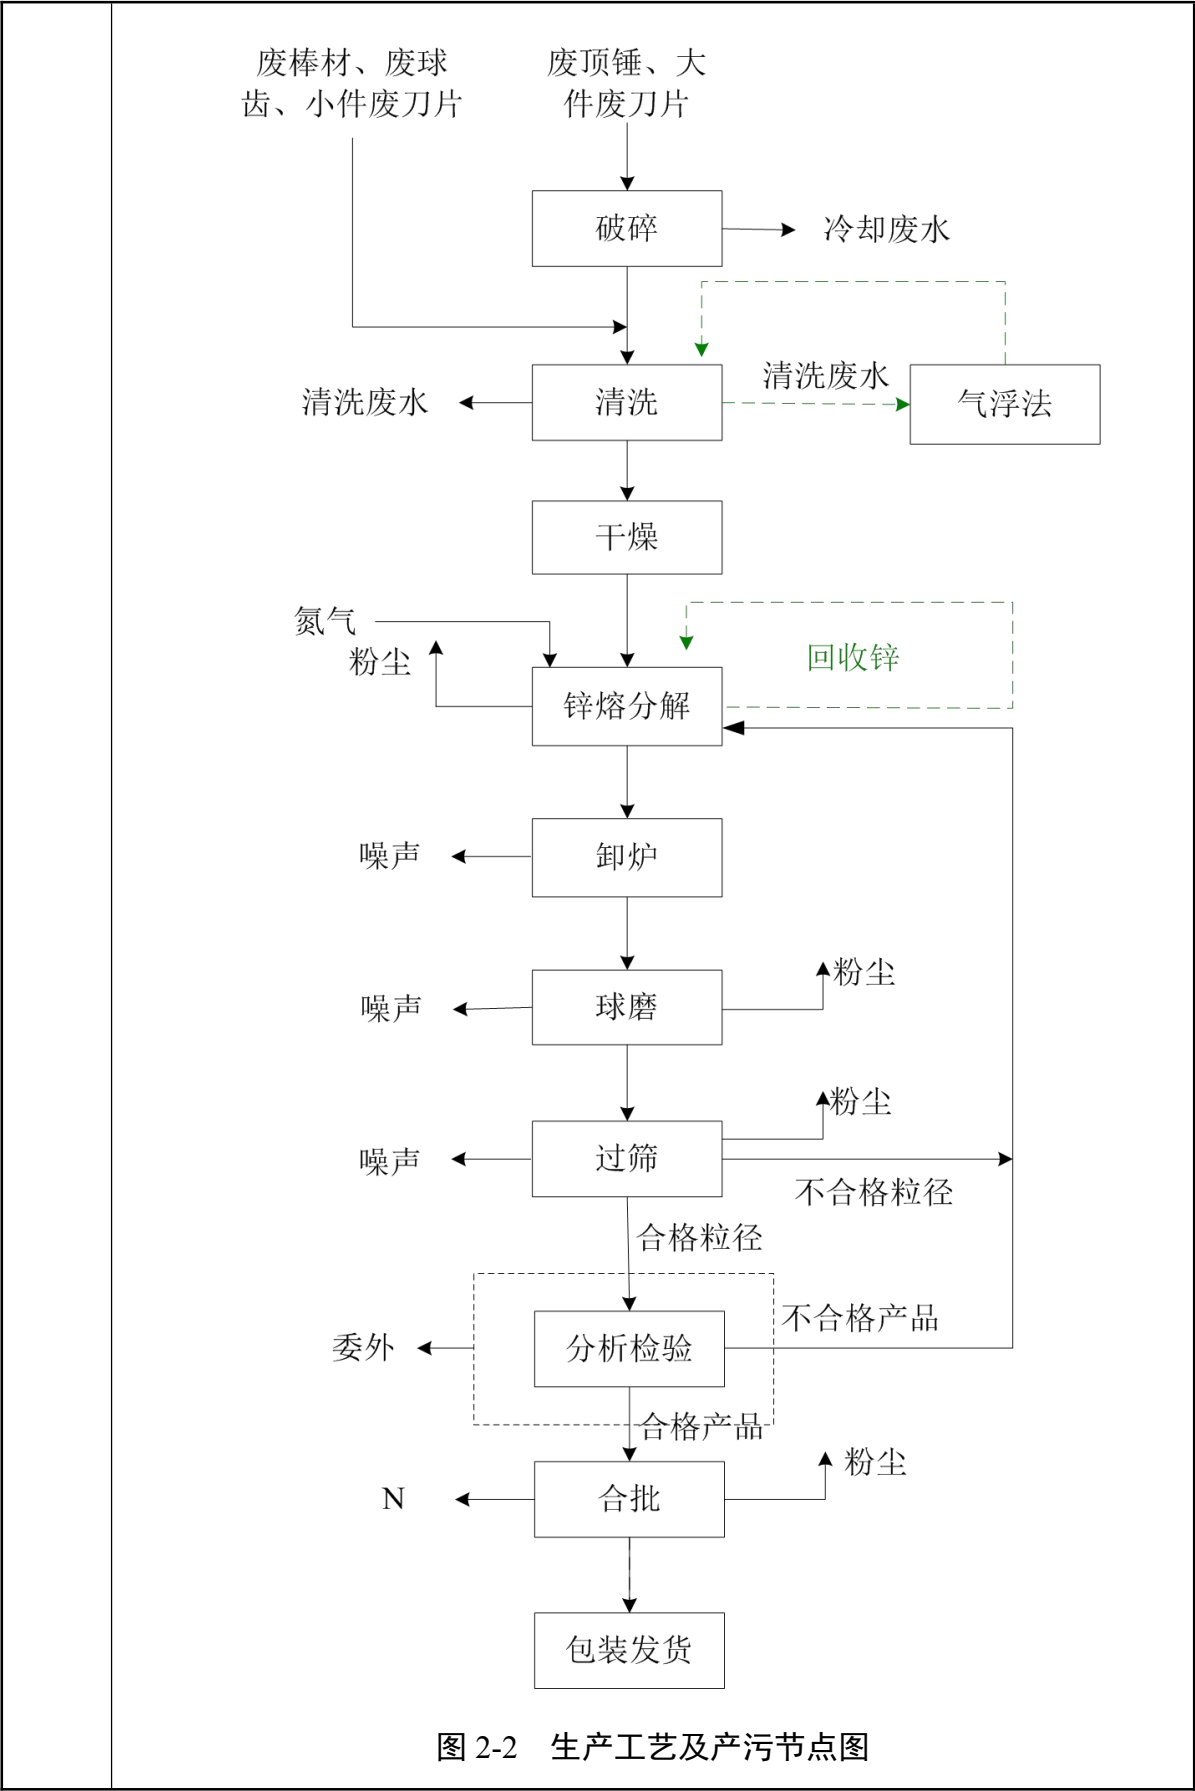 废棒材、废球
齿、小件废刀片
废顶锤、大
件废刀片
破碎
冷却废水
清洗废水
清洗
清洗废水
气浮法
干燥
氮气
粉尘
回收锌
锌熔分解
噪声
卸炉
粉尘
噪声
球磨
粉尘
噪声
过筛
不合格粒径
合格粒径
不合格产品
委外
分析检验
合格产品
粉尘
N
合批
包装发货
图 2-2 生产工艺及产污节点图